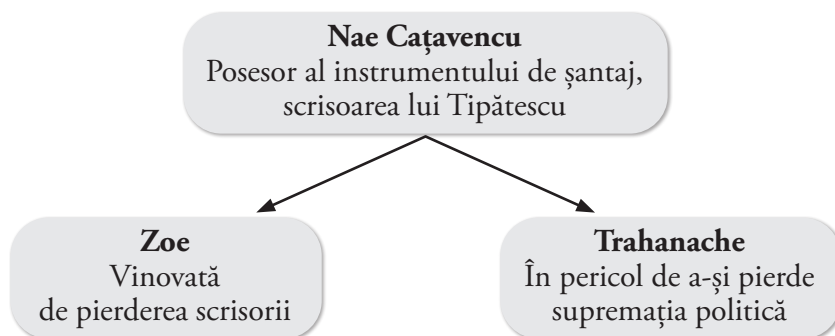 Nae Cațavencu
Posesor al instrumentului de șantaj,
scrisoarea lui Tipătescu
Zoe
Vinovată
de pierderea scrisorii
Trahanache
În pericol de a-și pierde
supremația politică